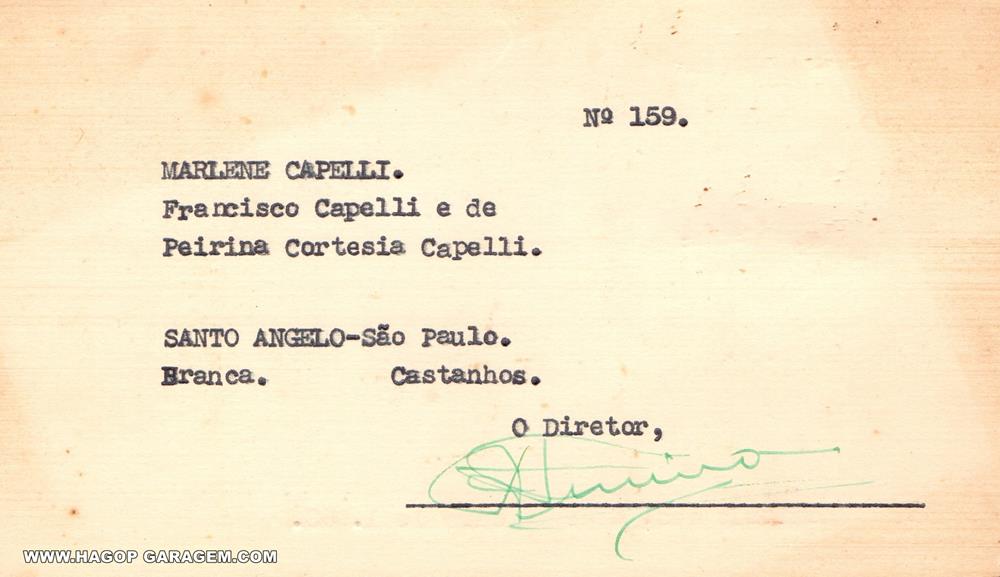 Nº 159.
MARLENE CAPELLI.
Francisco Capelli e de
Peirina Cortesia Capelli.
SANTO ANGELO-São Paulo.
Branca. Castanhos.
O Diretor,
WWW.HAGOP GARAGEM.COM